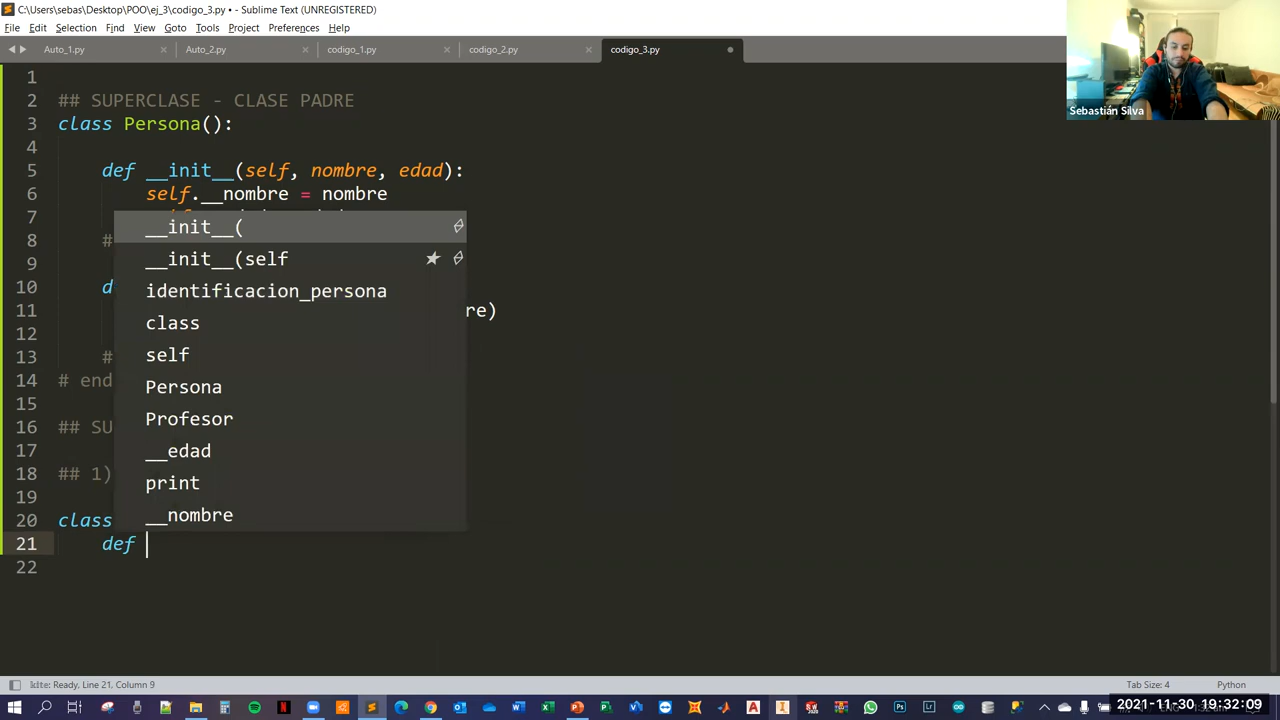 C:\Users\sebas\Desktop\POO\ej_3\codigo_3.py • - Sublime Text (UNREGISTERED)
File Edit Selection Find View Goto Tools Project Preferences Help
Auto_1.py
Auto_2.py
codigo_1.py
codigo_2.py
codigo_3.py
Sebastián Silva
1
2 ## SUPERCLASE - CLASE PADRE
3 class Persona():
4
5 def __init__(self, nombre, edad):
6 self.__nombre = nombre
7
8 #
9
10 d
11 re)
12
13 #
14 # end
15
16 ## SU
17
18 ## 1)
19
20 class
21 def
22
__init__(
__init__(self
identificacion_persona
class
self
Persona
Profesor
__edad
print
__nombre
Ready, Line 21, Column 9
Tab Size: 4
Python
2021-11-30 19:32:09